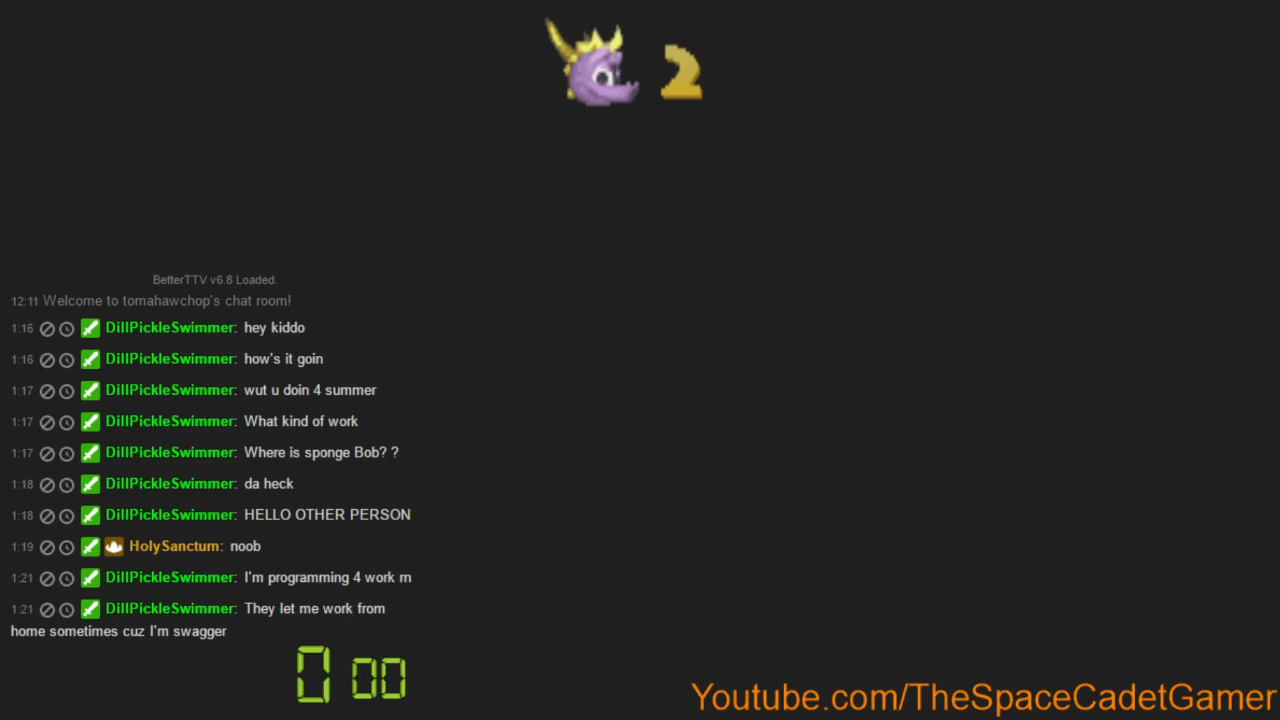 2
BetterTTV v6.8 Loaded.
12:11 Welcome to tomahawchop's chat room!
1:16 DillPickleSwimmer: hey kiddo
1:16 DillPickleSwimmer: how's it goin
1:17 DillPickleSwimmer: wut u doin 4 summer
1:17 DillPickleSwimmer: What kind of work
1:17 DillPickleSwimmer: Where is sponge Bob? ?
1:18 DillPickleSwimmer: da heck
1:18 DillPickleSwimmer: HELLO OTHER PERSON
1:19 HolySanctum: noob
1:21 DillPickleSwimmer: I'm programming 4 work rn
1:21 DillPickleSwimmer: They let me work from
home sometimes cuz I'm swagger
0 00
Youtube.com/TheSpaceCadetGamer